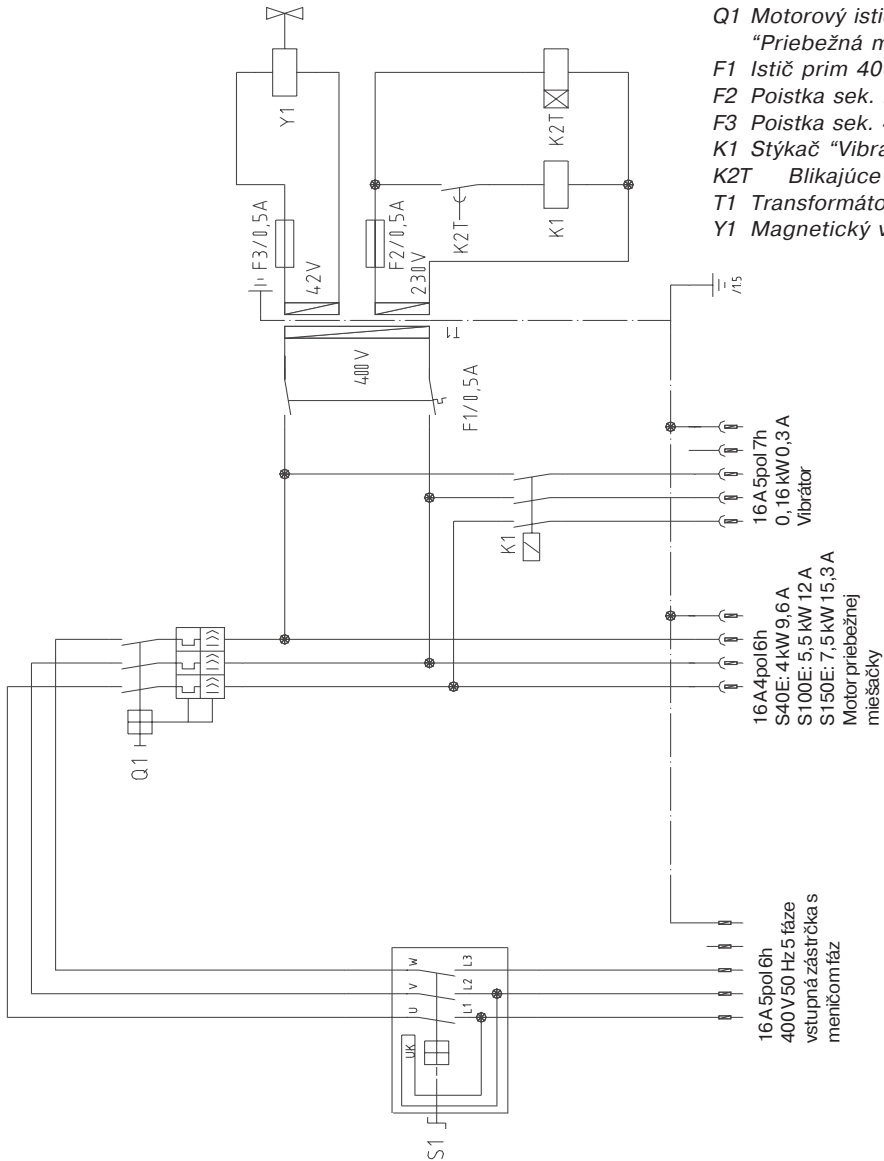 Q1 Motorový istič
“Priebežná m
F1 Istič prim 40
F2 Poistka sek.
F3 Poistka sek.
K1 Stýkač “Vibra
K2T Blikajúce
T1 Transformáto
Y1 Magnetický v
Y1
K2T
F3/0,5A
42V
F2/0,5A
230V
K2T
K1
/15
T1
400V
F1/0,5A
K1
16A 5pol 7h
0,16 kW 0,3 A
Vibrátor
16A 4pol 6h
S40E: 4 kW 9,6 A
S100E: 5,5 kW 12 A
S150E: 7,5 kW 15,3 A
Motor priebežnej
miešačky
Q1
I>> I>> I>>
U V W
L1 L2 L3
UK
S1
16A 5pol 6h
400 V 50 Hz 5 fáze
vstupná zástrčka s
meničom fáz